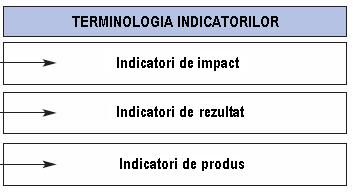 TERMINOLOGIA INDICATORILOR
Indicatori de impact
Indicatori de rezultat
Indicatori de produs